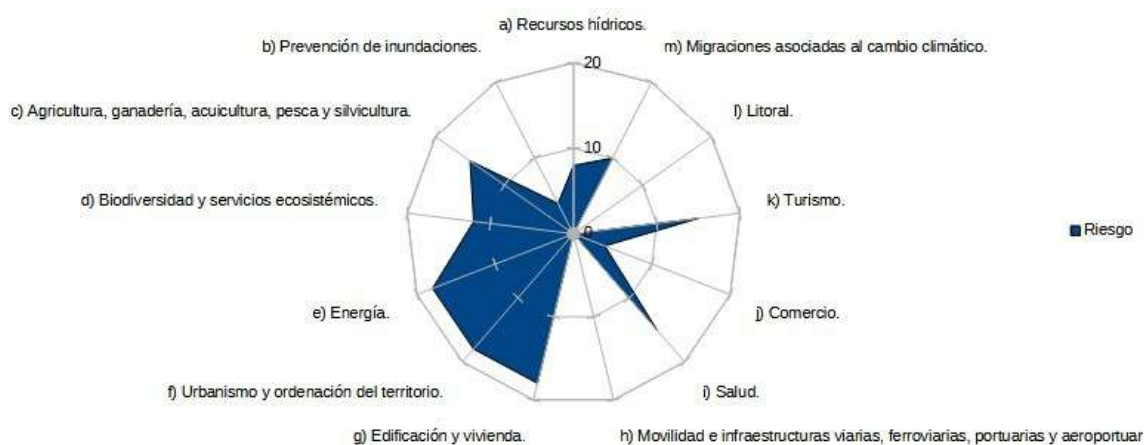 a) Recursos hídricos.
b) Prevención de inundaciones.
m) Migraciones asociadas al cambio climático.
20
c) Agricultura, ganadería, acuicultura, pesca y silvicultura.
l) Litoral.
10
d) Biodiversidad y servicios ecosistémicos.
k) Turismo.
0
Riesgo
e) Energía.
j) Comercio.
f) Urbanismo y ordenación del territorio.
i) Salud.
g) Edificación y vivienda.
h) Movilidad e infraestructuras viarias, ferroviarias, portuarias y aeroportuar